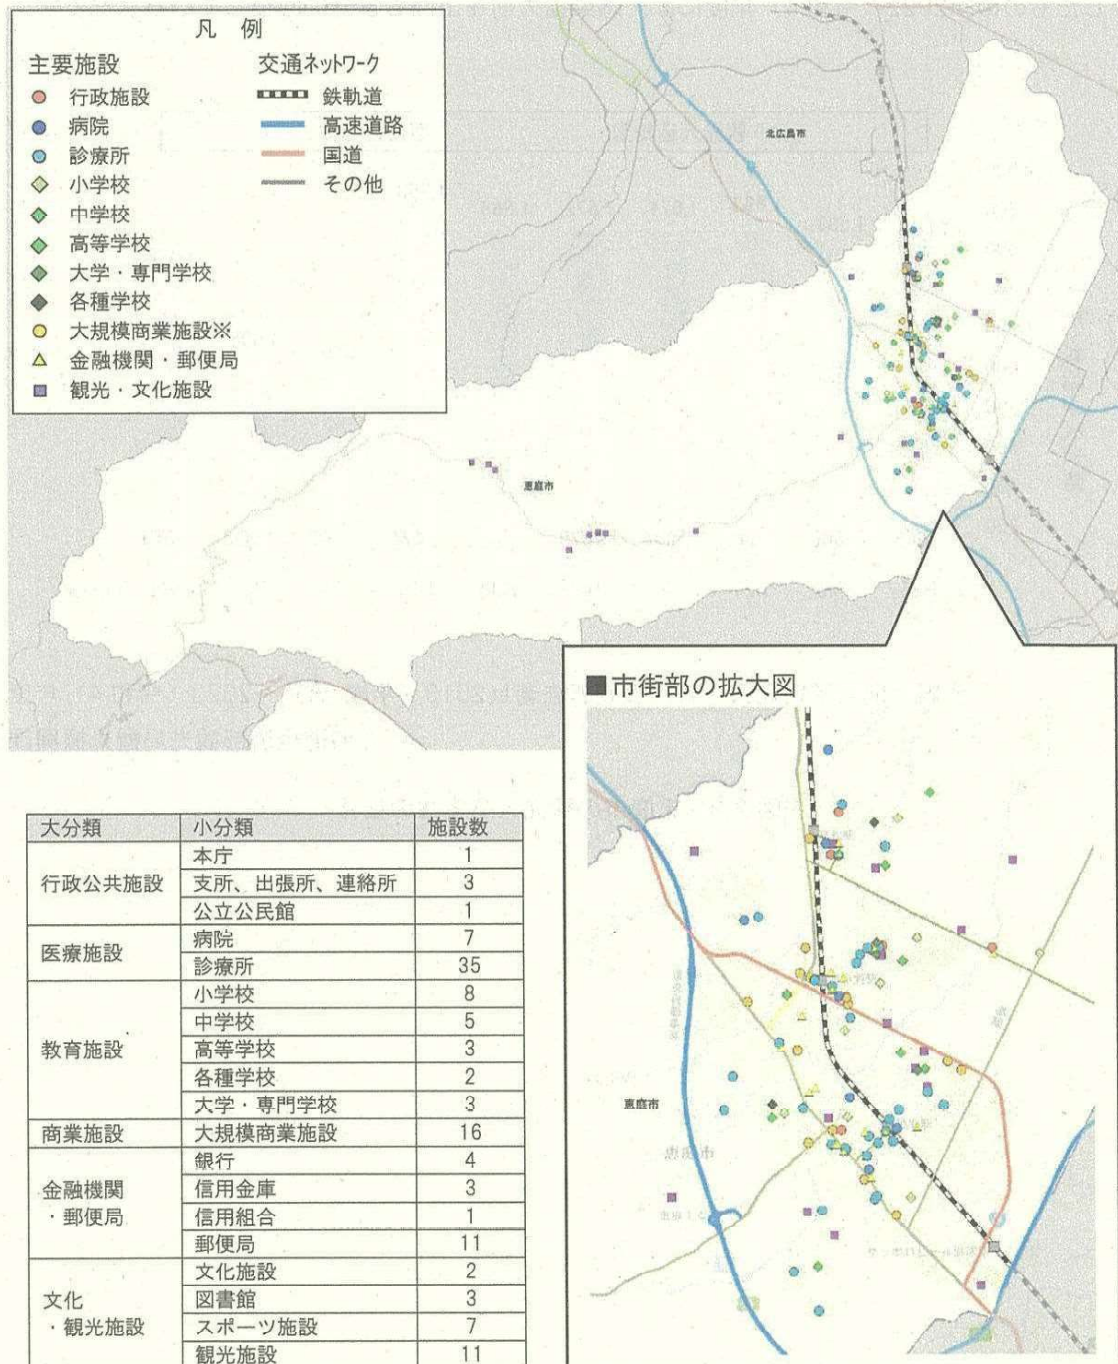 凡 例
主要施設
行政施設
病院
診療所
小学校
中学校
高等学校
大学・専門学校
各種学校
大規模商業施設※
金融機関・郵便局
観光・文化施設
交通ネットワーク
鉄軌道
高速道路
国道
その他
北広島市
恵庭市
■市街部の拡大図
恵庭市
大分類 小分類 施設数
行政公共施設 本庁 1
支所、出張所、連絡所 3
公立公民館 1
医療施設 病院 7
診療所 35
教育施設 小学校 8
中学校 5
高等学校 3
各種学校 2
大学・専門学校 3
商業施設 大規模商業施設 16
金融機関
・郵便局
銀行 4
信用金庫 3
信用組合 1
郵便局 11
文化
・観光施設
文化施設 2
図書館 3
スポーツ施設 7
観光施設 11